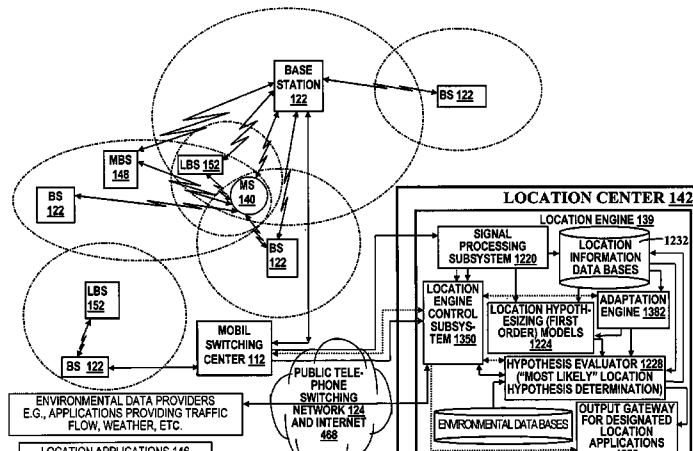 BASE
STATION
122
BS 122
MBS
148
LBS 152
MS
140
BS
122
BS
122
LBS
152
BS 122
MOBIL
SWITCHING
CENTER 112
PUBLIC TELE-
PHONE
SWITCHING
NETWORK 124
AND INTERNET
468
ENVIRONMENTAL DATA PROVIDERS
E.G., APPLICATIONS PROVIDING TRAFFIC
FLOW, WEATHER, ETC.
LOCATION APPLICATIONS 146
LOCATION CENTER 142
LOCATION ENGINE 139
1232
SIGNAL
PROCESSING
SUBSYSTEM 1220
LOCATION
INFORMATION
DATA BASES
LOCATION
ENGINE
CONTROL
SUBSYS-
TEM 1350
LOCATION HYPOTH-
ESIZING (FIRST
ORDER) MODELS
1224
ADAPTATION
ENGINE 1382
HYPOTHESIS EVALUATOR 1228
("MOST LIKELY" LOCATION
HYPOTHESIS DETERMINATION)
ENVIRONMENTAL DATA BASES
OUTPUT GATEWAY
FOR DESIGNATED
LOCATION
APPLICATIONS